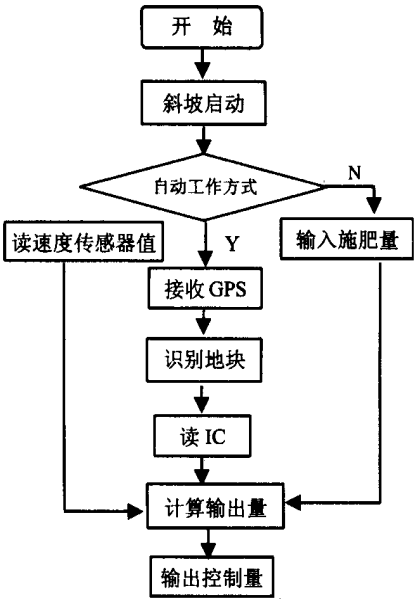 开 始
斜坡启动
自动工作方式
N
读速度传感器值
Y
输入施肥量
接收 GPS
识别地块
读 IC
计算输出量
输出控制量